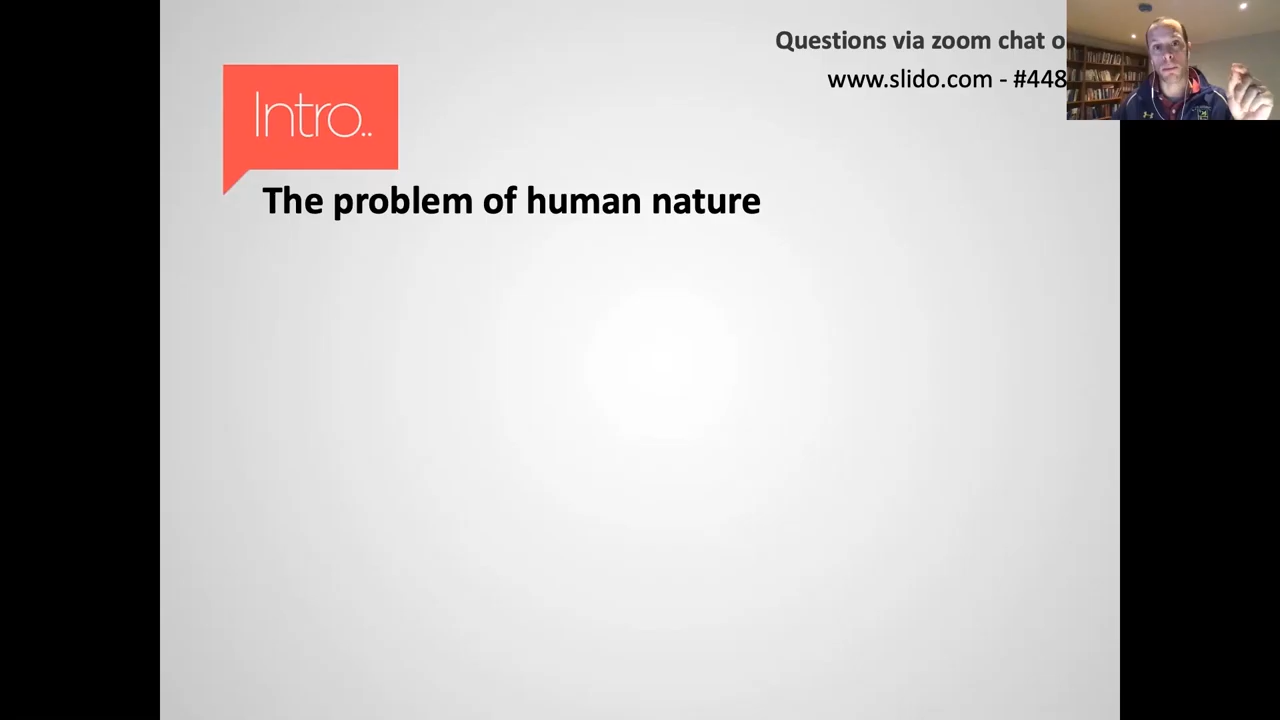 Questions via zoom chat o
www.slido.com - #448
Intro..
The problem of human nature